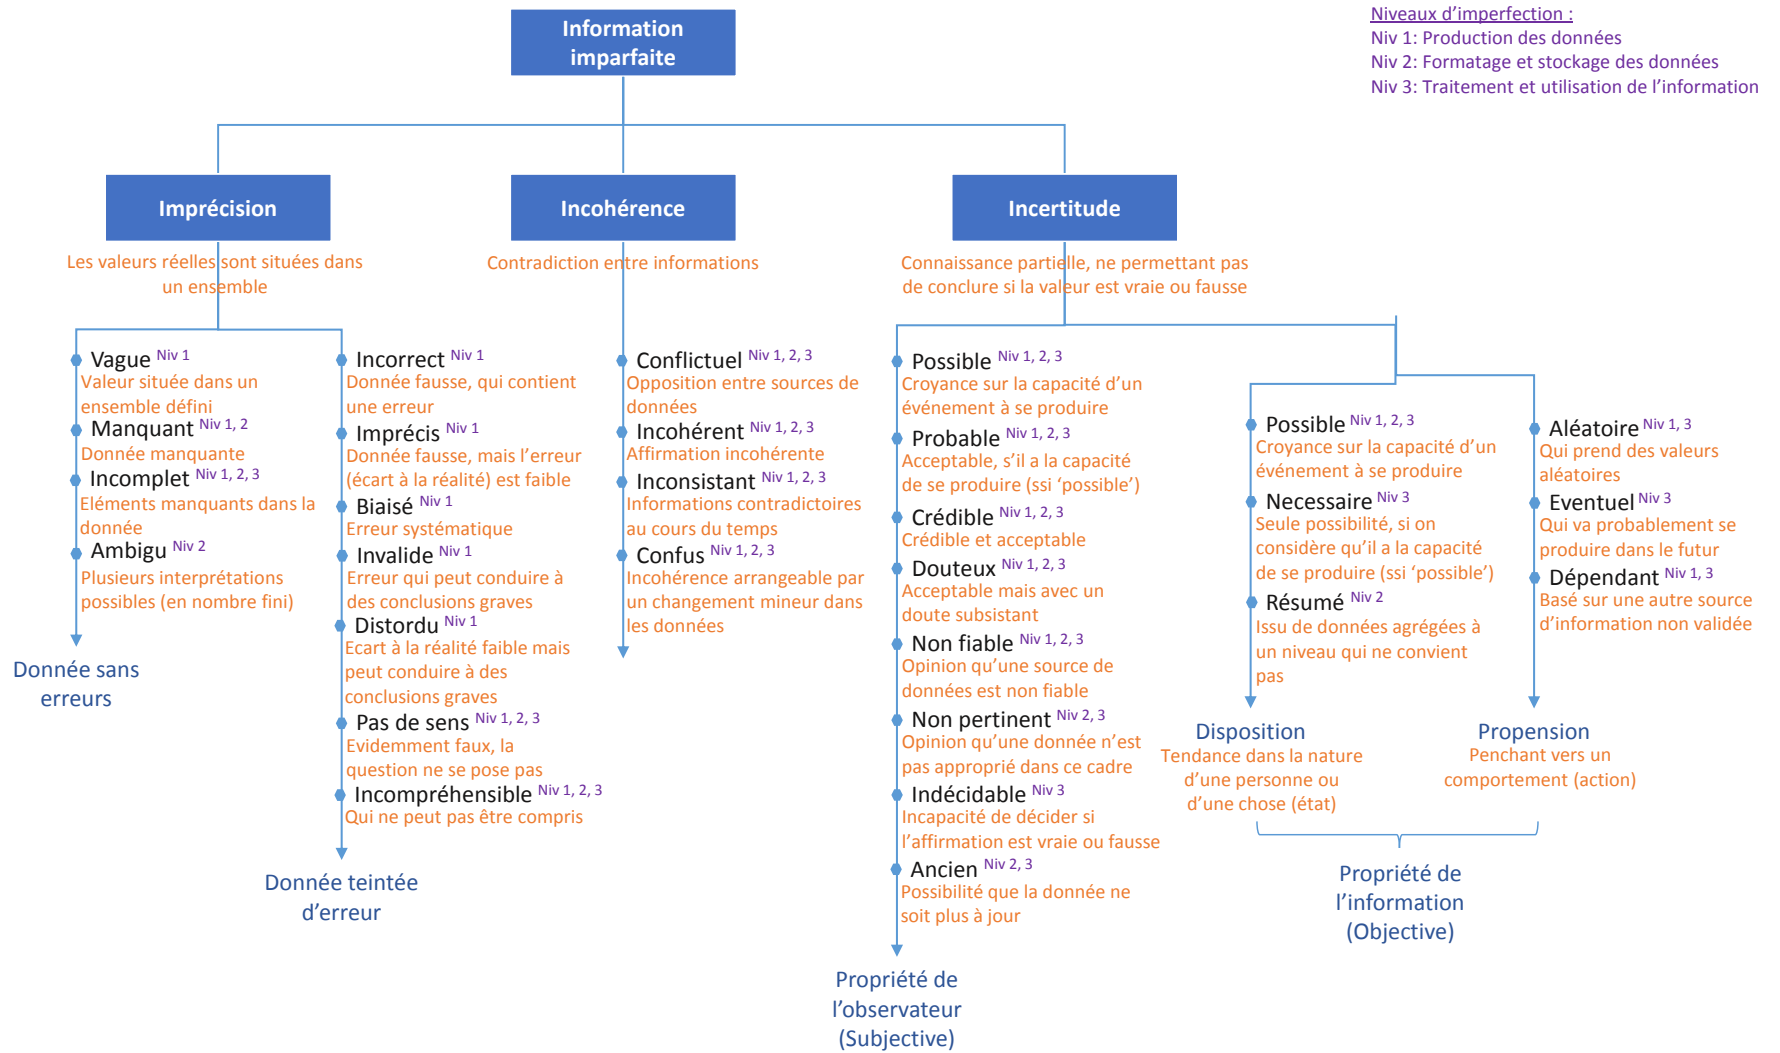 Information
imparfaite
Niveaux d’imperfection :
Niv 1: Production des données
Niv 2: Formatage et stockage des données
Niv 3: Traitement et utilisation de l’information
Imprécision
Les valeurs réelles sont situées dans
un ensemble
Vague Niv 1
Valeur située dans un
ensemble défini
Manquant Niv 1, 2
Donnée manquante
Incomplet Niv 1, 2, 3
Eléments manquants dans la
donnée
Ambigu Niv 2
Plusieurs interprétations
possibles (en nombre fini)
Donnée sans
erreurs
Incorrect Niv 1
Donnée fausse, qui contient
une erreur
Imprécis Niv 1
Donnée fausse, mais l’erreur
(écart à la réalité) est faible
Biaisé Niv 1
Erreur systématique
Invalide Niv 1
Erreur qui peut conduire à
des conclusions graves
Distordu Niv 1
Ecart à la réalité faible mais
peut conduire à des
conclusions graves
Pas de sens Niv 1, 2, 3
Evidemment faux, la
question ne se pose pas
Incompréhensible Niv 1, 2, 3
Qui ne peut pas être compris
Donnée teintée
d’erreur
Incohérence
Contradiction entre informations
Conflictuel Niv 1, 2, 3
Opposition entre sources de
données
Incohérent Niv 1, 2, 3
Affirmation incohérente
Inconsistant Niv 1, 2, 3
Informations contradictoires
au cours du temps
Confus Niv 1, 2, 3
Incohérence arrangeable par
un changement mineur dans
les données
Incertitude
Connaissance partielle, ne permettant pas
de conclure si la valeur est vraie ou fausse
Possible Niv 1, 2, 3
Croyance sur la capacité d’un
événement à se produire
Probable Niv 1, 2, 3
Acceptable, s’il a la capacité
de se produire (ssi ‘possible’)
Crédible Niv 1, 2, 3
Crédible et acceptable
Douteux Niv 1, 2, 3
Acceptable mais avec un
doute subsistant
Non fiable Niv 1, 2, 3
Opinion qu’une source de
données est non fiable
Non pertinent Niv 2, 3
Opinion qu’une donnée n’est
pas approprié dans ce cadre
Indécidable Niv 3
Incapacité de décider si
l’affirmation est vraie ou fausse
Ancien Niv 2, 3
Possibilité que la donnée ne
soit plus à jour
Propriété de
l’observateur
(Subjective)
Possible Niv 1, 2, 3
Croyance sur la capacité d’un
événement à se produire
Necessaire Niv 3
Seule possibilité, si on
considère qu’il a la capacité
de se produire (ssi ‘possible’)
Résumé Niv 2
Issu de données agrégées à
un niveau qui ne convient
pas
Disposition
Tendance dans la nature
d’une personne ou
d’une chose (état)
Aléatoire Niv 1, 3
Qui prend des valeurs
aléatoires
Eventuel Niv 3
Qui va probablement se
produire dans le futur
Dépendant Niv 1, 3
Basé sur une autre source
d’information non validée
Propension
Penchant vers un
comportement (action)
Propriété de
l’information
(Objective)